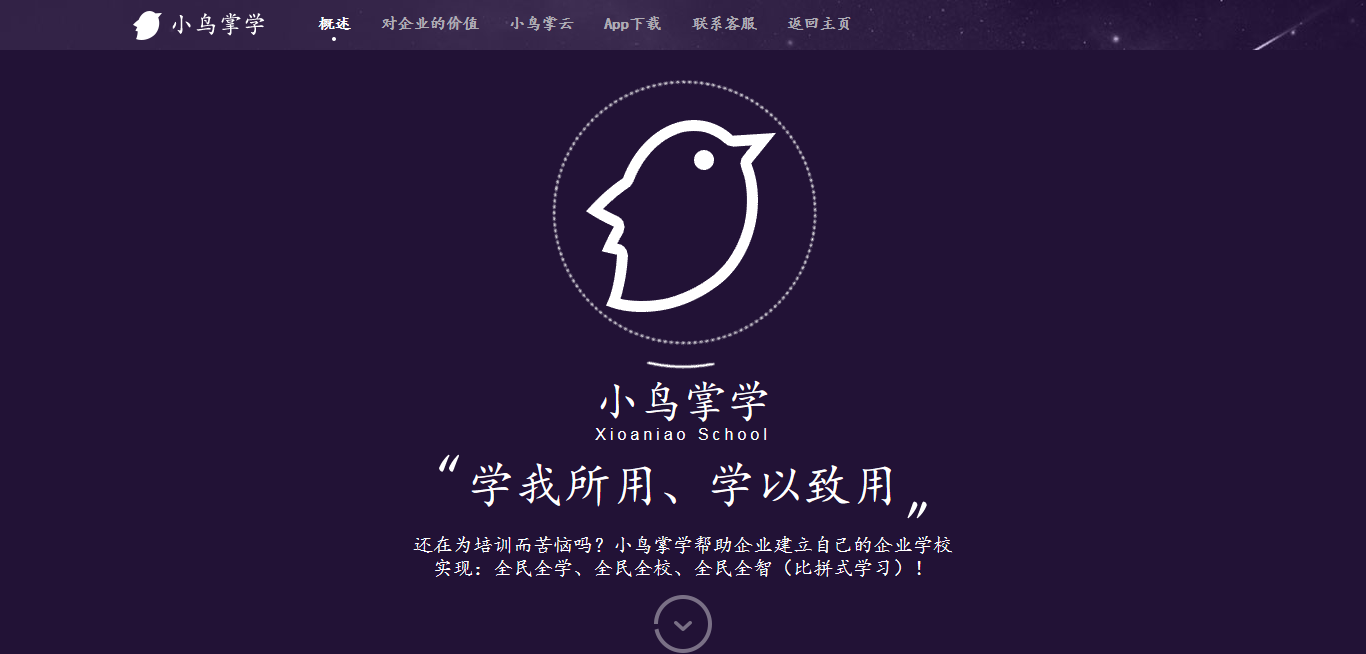 小鸟掌学
概述 对企业的价值 小鸟掌云 App下载 联系客服 返回主页
小鸟掌学
Xioaniao School
“学我所用、学以致用”
还在为培训而苦恼吗？小鸟掌学帮助企业建立自己的企业学校
实现：全民全学、全民全校、全民全智（比拼式学习）！